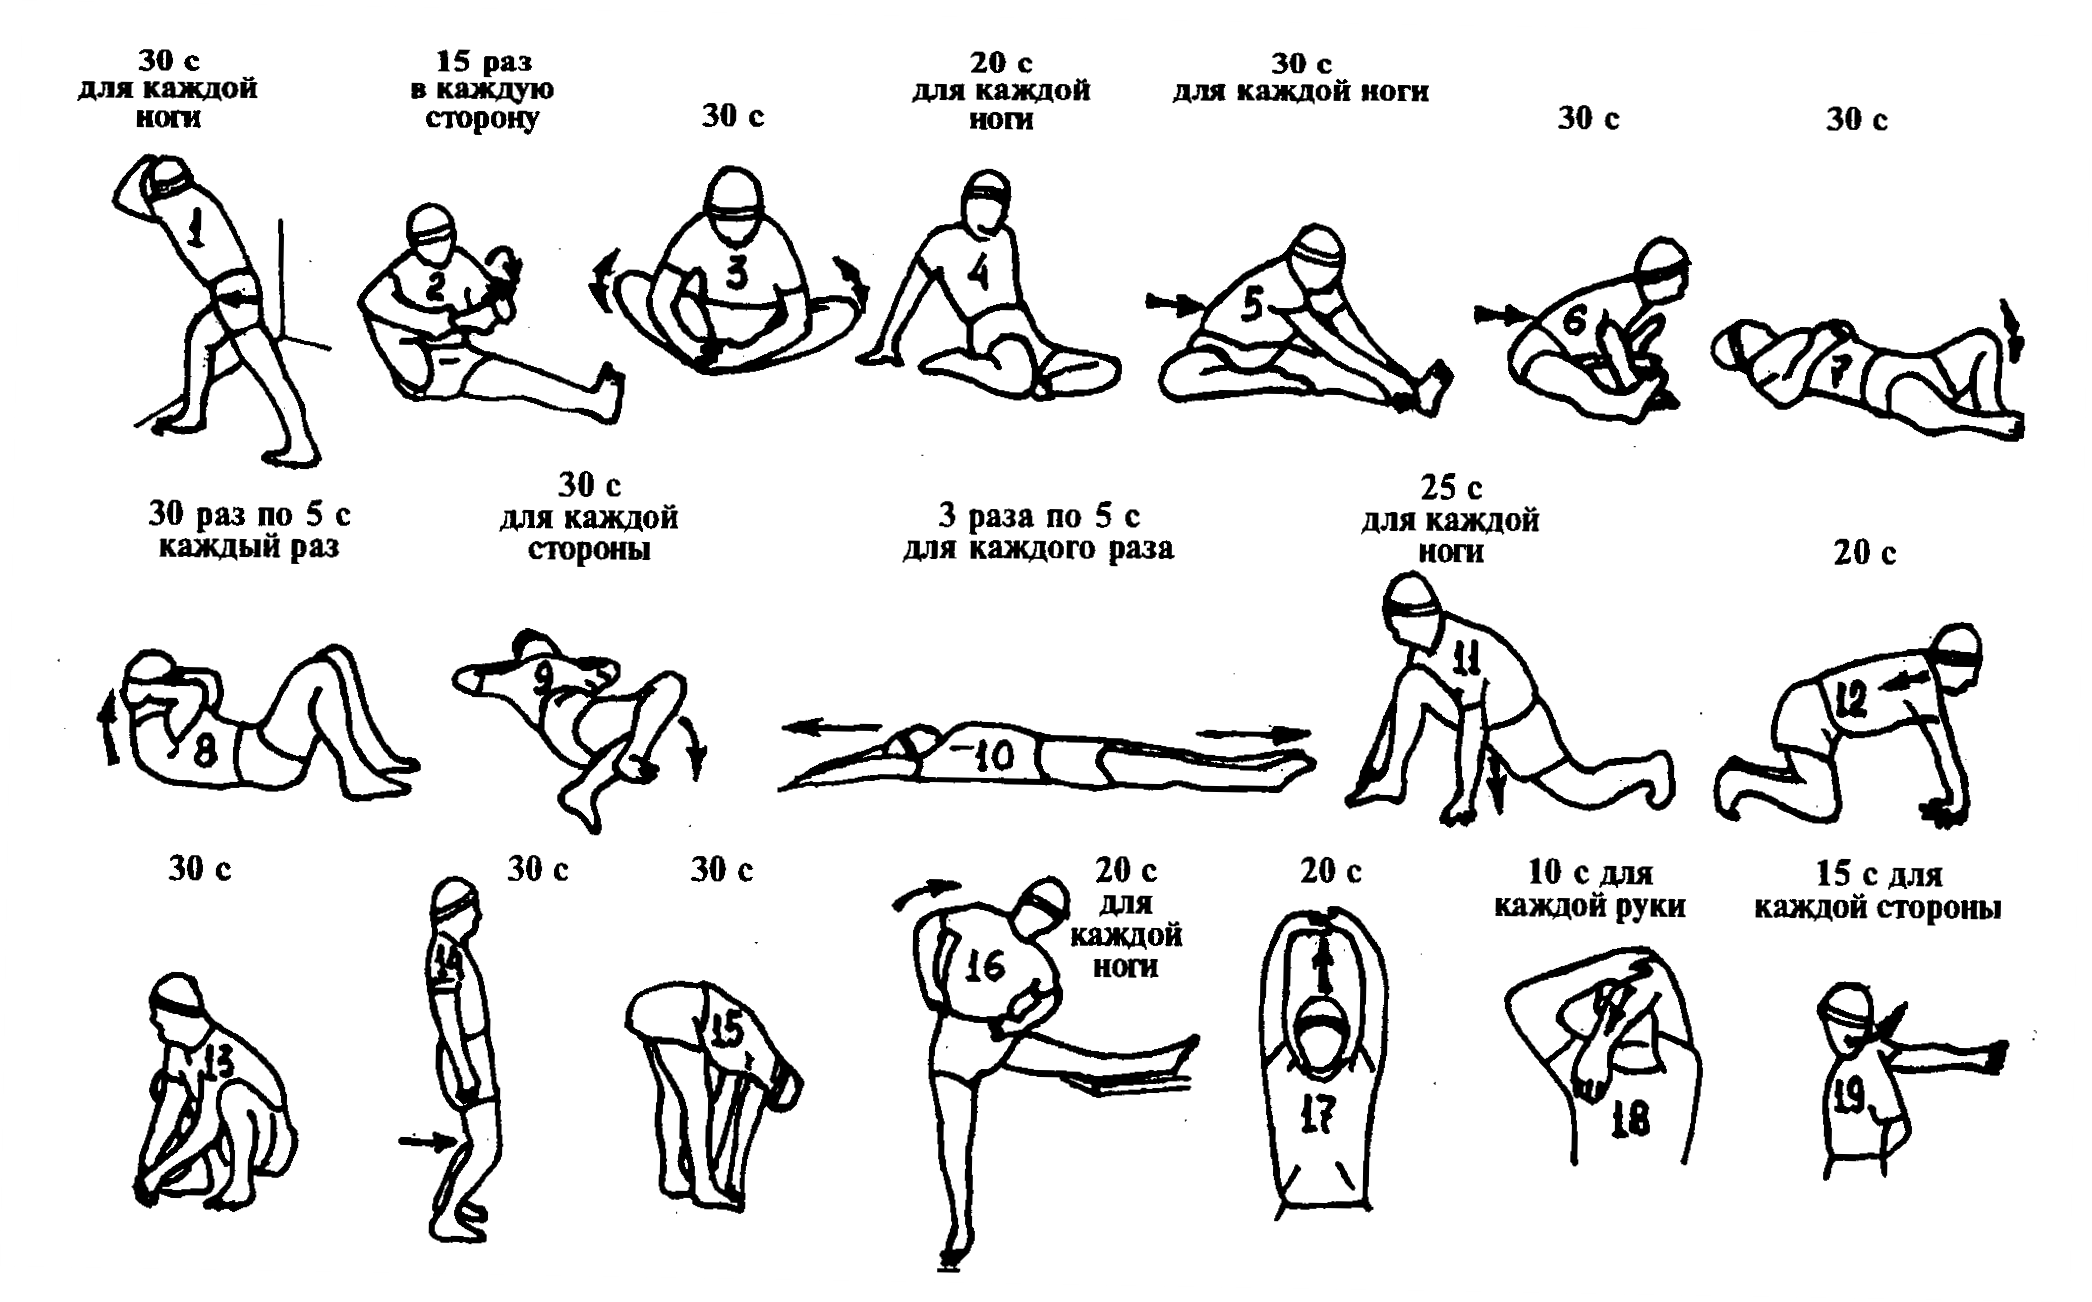 30 с
для каждой
ноги
15 раз
в каждую
сторону
30 с
20 с
для каждой
ноги
30 с
для каждой ноги
30 с
30 с
1
2
3
4
5
6
7
30 раз по 5 с
каждый раз
30 с
для каждой
стороны
3 раза по 5 с
для каждого раза
25 с
для каждой
ноги
20 с
8
9
10
11
12
30 с
30 с
30 с
20 с
для
каждой
ноги
20 с
10 с для
каждой руки
15 с для
каждой стороны
13
14
15
16
17
18
19